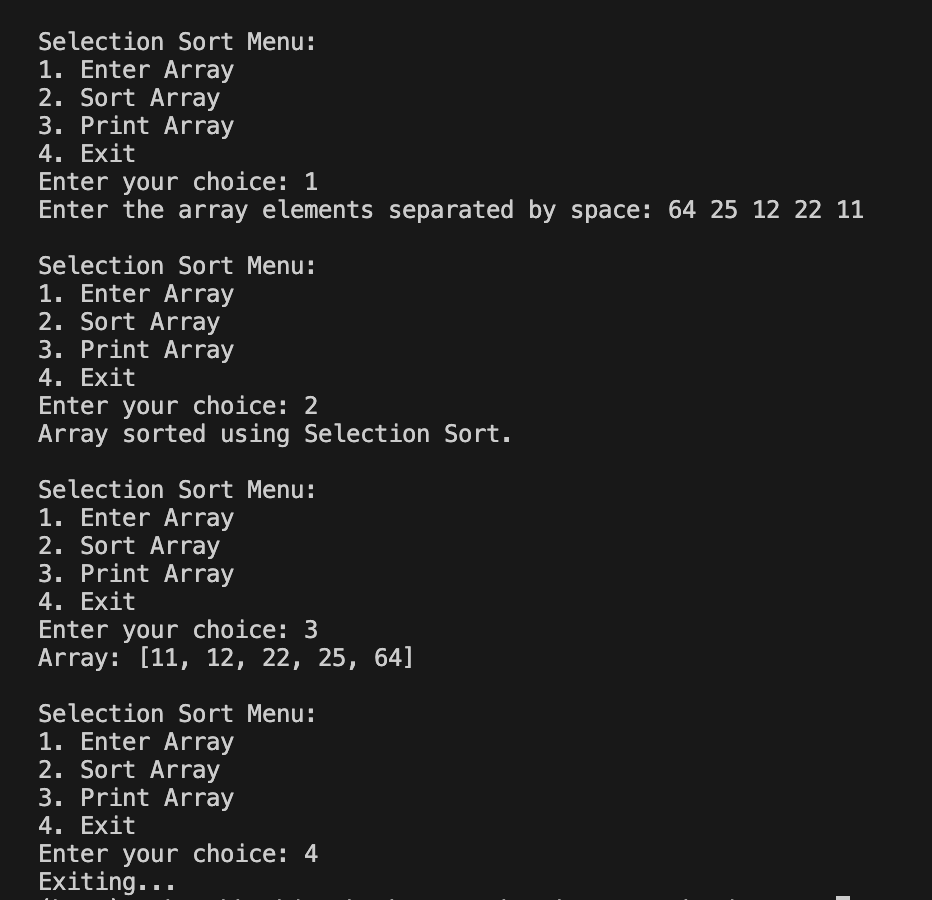 Selection Sort Menu:
1. Enter Array
2. Sort Array
3. Print Array
4. Exit
Enter your choice: 1
Enter the array elements separated by space: 64 25 12 22 11
Selection Sort Menu:
1. Enter Array
2. Sort Array
3. Print Array
4. Exit
Enter your choice: 2
Array sorted using Selection Sort.
Selection Sort Menu:
1. Enter Array
2. Sort Array
3. Print Array
4. Exit
Enter your choice: 3
Array: [11, 12, 22, 25, 64]
Selection Sort Menu:
1. Enter Array
2. Sort Array
3. Print Array
4. Exit
Enter your choice: 4
Exiting...